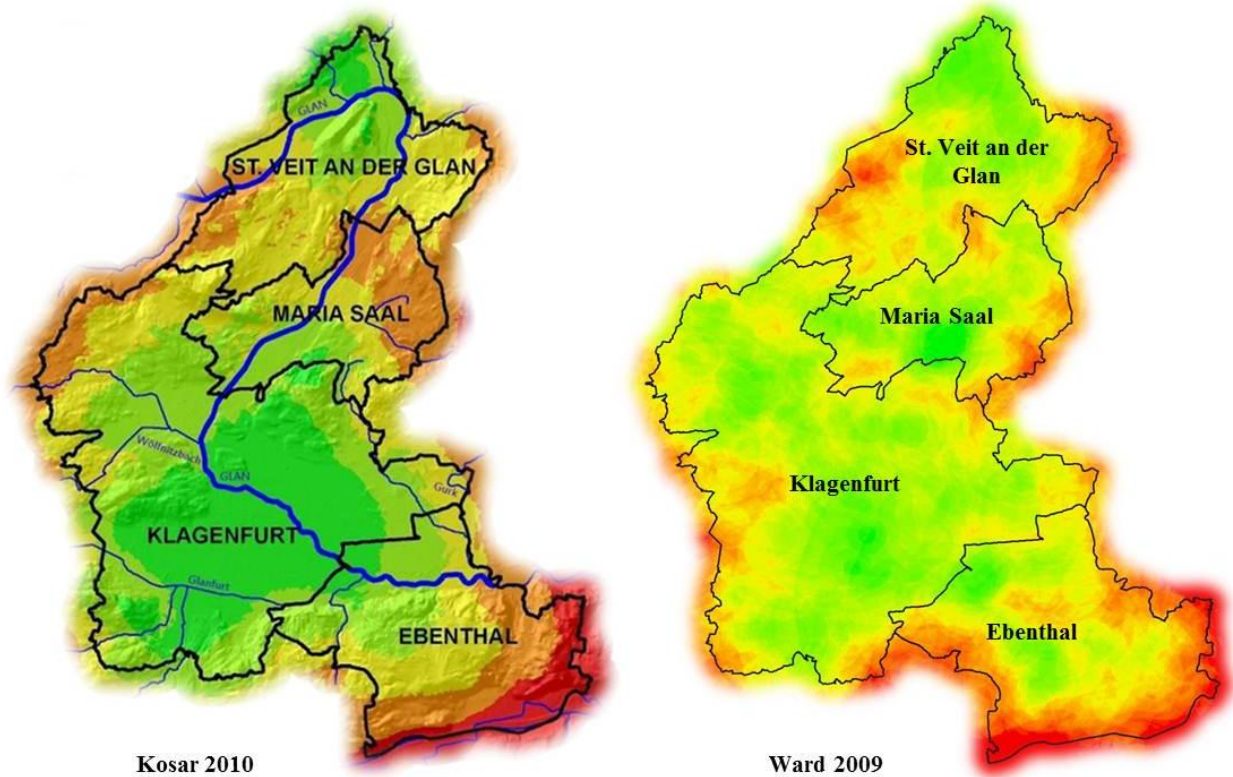 GLAN
ST. VEIT AN DER GLAN
MARIA SAAL
Wölfnitzbach
GLAN
Gurk
KLAGENFURT
Glanfurt
EBENTHAL
Kosar 2010
St. Veit an der
Glan
Maria Saal
Klagenfurt
Ebenthal
Ward 2009